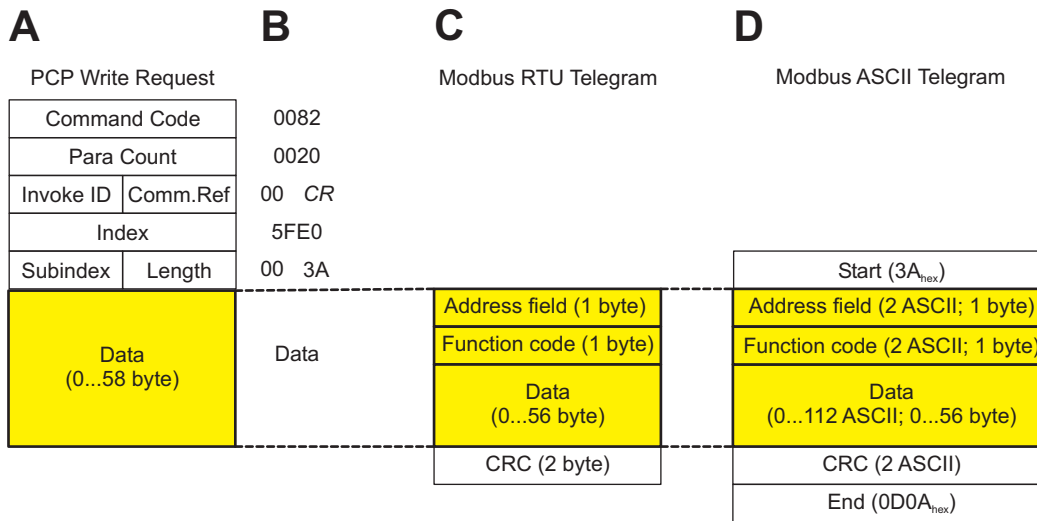 A B C D
PCP Write Request Modbus RTU Telegram Modbus ASCII Telegram
Command Code 0082
Para Count 0020
Invoke ID Comm.Ref 00 CR
Index 5FE0
Subindex Length 00 3A Start (3Ahex)
Address field (1 byte) Address field (2 ASCII; 1 byte)
Function code (1 byte) Function code (2 ASCII; 1 byte)
Data
(0...58 byte)
Data
Data
(0...56 byte)
Data
(0...112 ASCII; 0...56 byte)
CRC (2 byte) CRC (2 ASCII)
End (0D0Ahex)